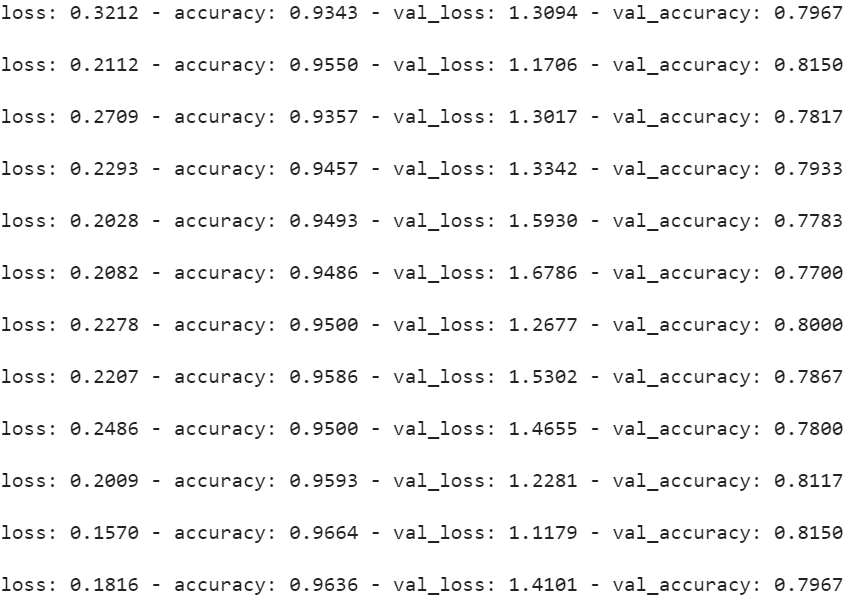 loss: 0.3212 - accuracy: 0.9343 - val_loss: 1.3094 - val_accuracy: 0.7967
loss: 0.2112 - accuracy: 0.9550 - val_loss: 1.1706 - val_accuracy: 0.8150
loss: 0.2709 - accuracy: 0.9357 - val_loss: 1.3017 - val_accuracy: 0.7817
loss: 0.2293 - accuracy: 0.9457 - val_loss: 1.3342 - val_accuracy: 0.7933
loss: 0.2028 - accuracy: 0.9493 - val_loss: 1.5930 - val_accuracy: 0.7783
loss: 0.2082 - accuracy: 0.9486 - val_loss: 1.6786 - val_accuracy: 0.7700
loss: 0.2278 - accuracy: 0.9500 - val_loss: 1.2677 - val_accuracy: 0.8000
loss: 0.2207 - accuracy: 0.9586 - val_loss: 1.5302 - val_accuracy: 0.7867
loss: 0.2486 - accuracy: 0.9500 - val_loss: 1.4655 - val_accuracy: 0.7800
loss: 0.2009 - accuracy: 0.9593 - val_loss: 1.2281 - val_accuracy: 0.8117
loss: 0.1570 - accuracy: 0.9664 - val_loss: 1.1179 - val_accuracy: 0.8150
loss: 0.1816 - accuracy: 0.9636 - val_loss: 1.4101 - val_accuracy: 0.7967